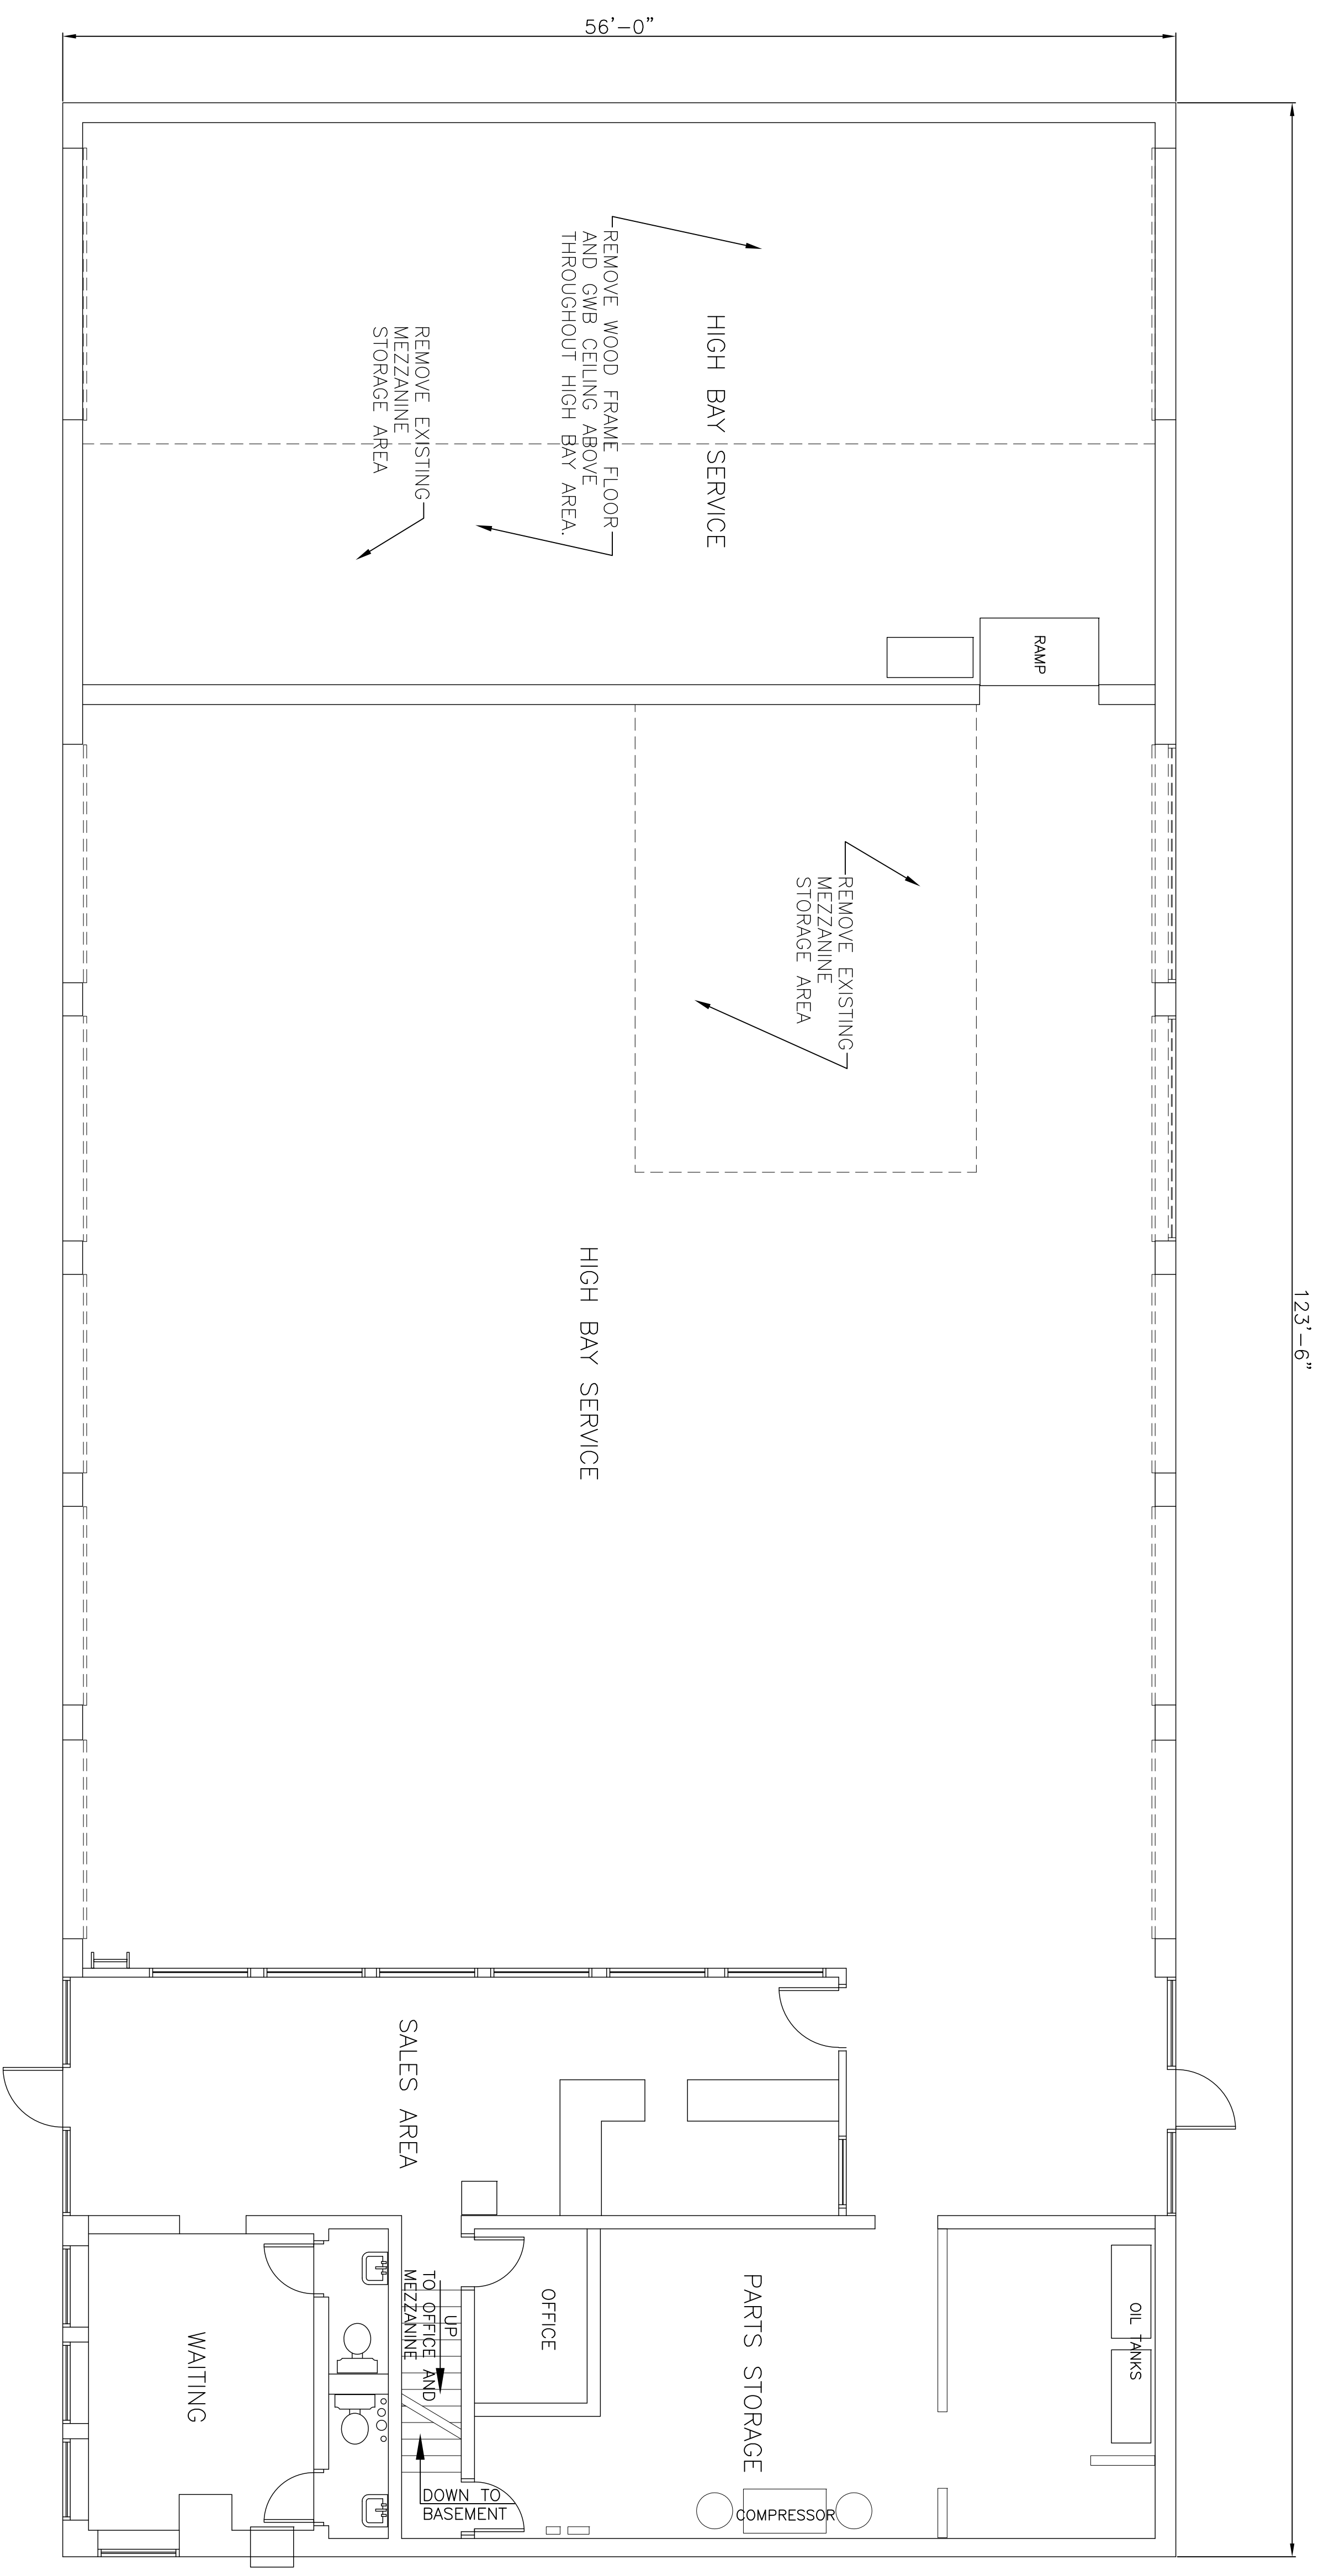 56'-0"
123'-6"
HIGH BAY SERVICE
REMOVE WOOD FRAME FLOOR
AND GWB CEILING ABOVE
THROUGHOUT HIGH BAY AREA.
REMOVE EXISTING
MEZZANINE
STORAGE AREA
RAMP
REMOVE EXISTING
MEZZANINE
STORAGE AREA
HIGH BAY SERVICE
SALES AREA
OIL TANKS
PARTS STORAGE
OFFICE
UP
TO OFFICE AND
MEZZANINE
WAITING
DOWN TO
BASEMENT
COMPRESSOR